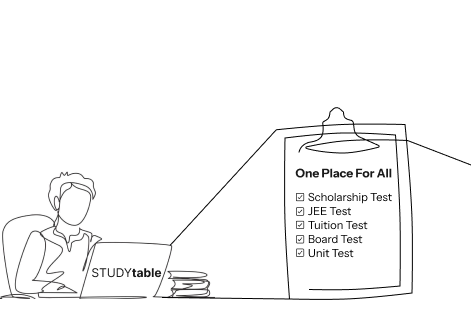 One Place For All
☑ Scholarship Test
☑ JEE Test
☑ Tuition Test
☑ Board Test
☑ Unit Test
STUDYtable